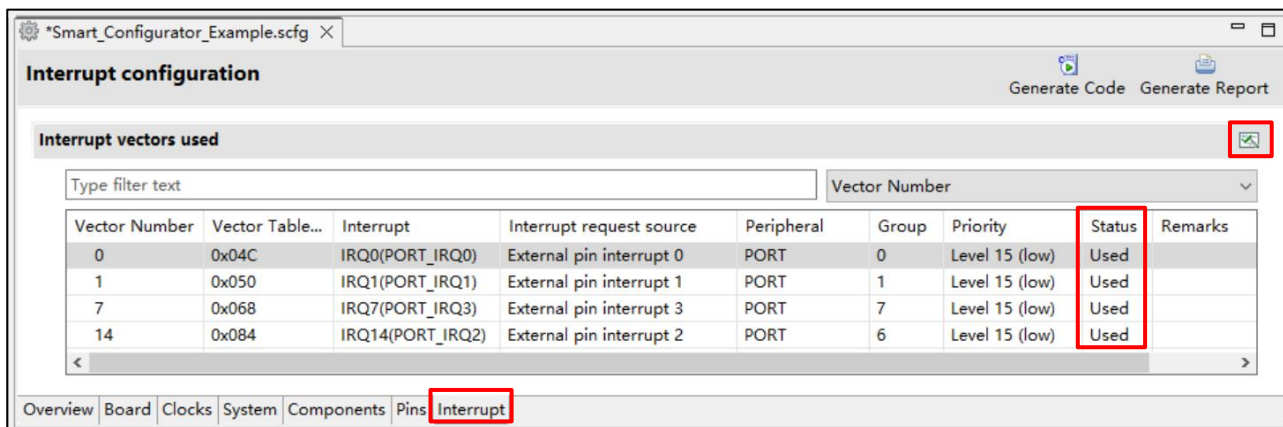 *Smart_Configurator_Example.scfg
Interrupt configuration
Generate Code Generate Report
Interrupt vectors used
Type filter text Vector Number
Vector Number Vector Table... Interrupt Interrupt request source Peripheral Group Priority Status Remarks
0 0x04C IRQ0(PORT_IRQ0) External pin interrupt 0 PORT 0 Level 15 (low) Used
1 0x050 IRQ1(PORT_IRQ1) External pin interrupt 1 PORT 1 Level 15 (low) Used
7 0x068 IRQ7(PORT_IRQ3) External pin interrupt 3 PORT 7 Level 15 (low) Used
14 0x084 IRQ14(PORT_IRQ2) External pin interrupt 2 PORT 6 Level 15 (low) Used
Overview Board Clocks System Components Pins Interrupt